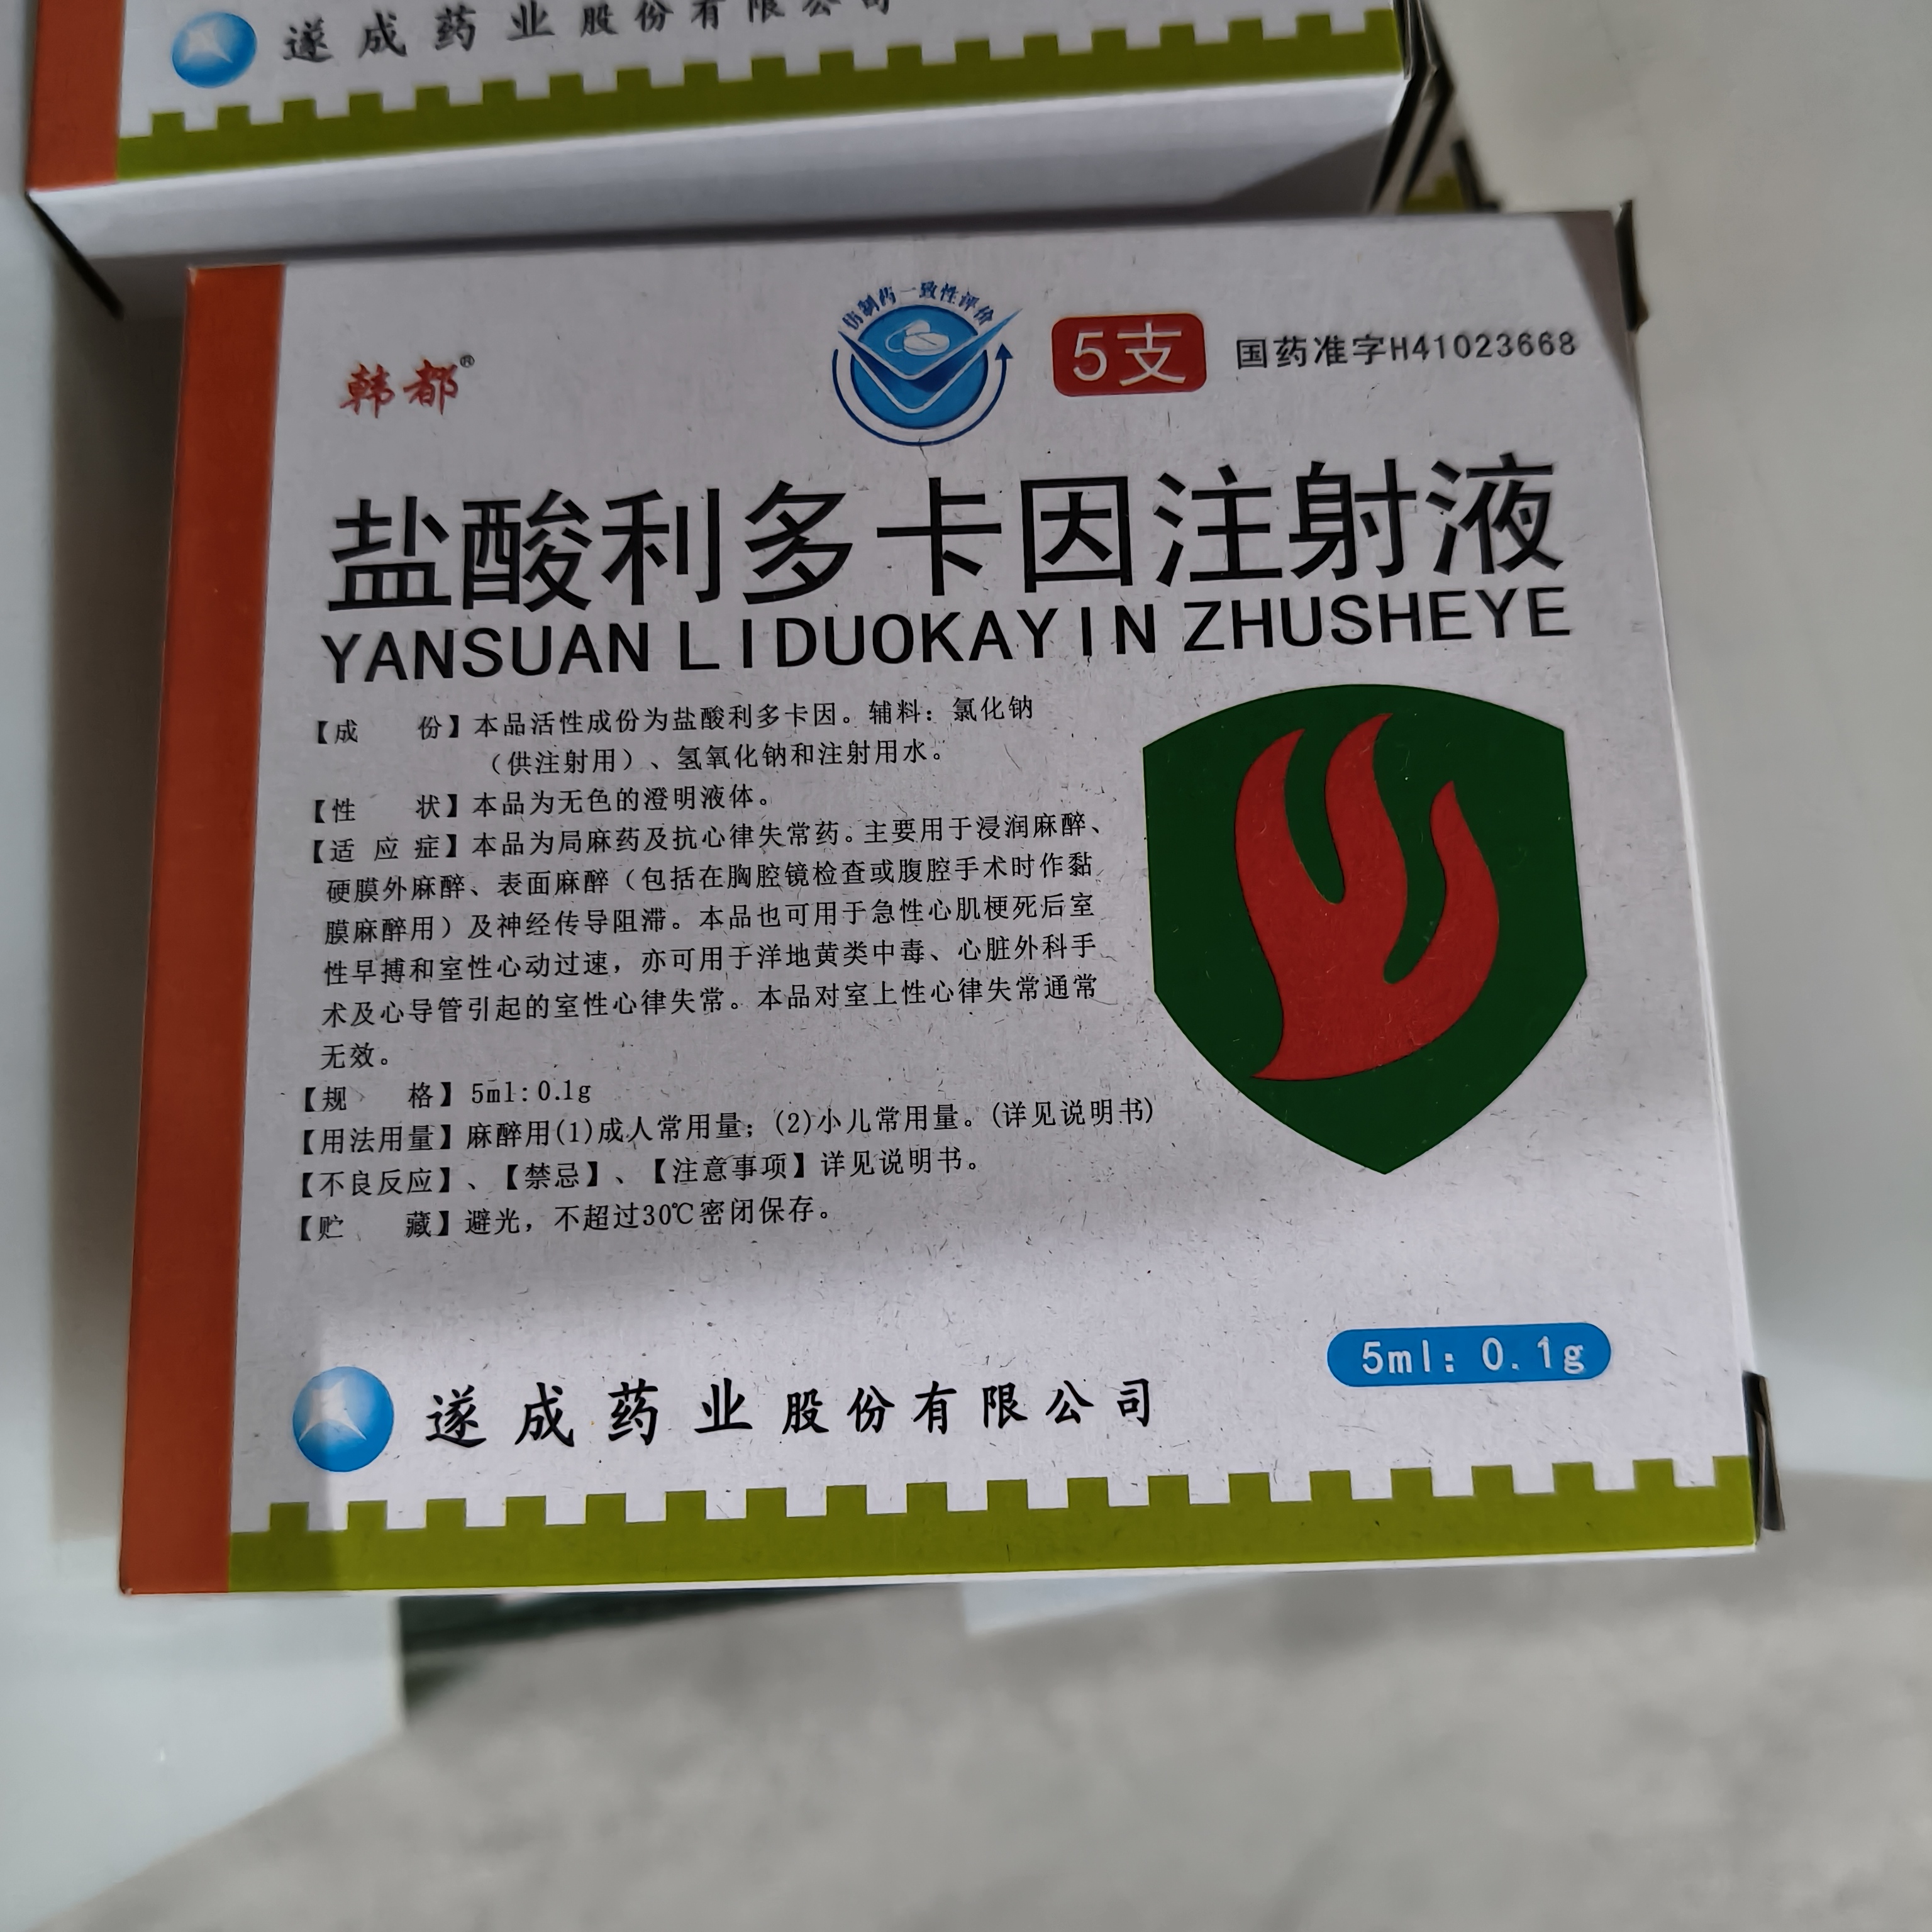 遂成药业股份有限公司
仿制药一致性评价
韩都®
5支
国药准字H41023668
盐酸利多卡因注射液
YANSUAN LIDUOKAYIN ZHUSHEYE
【成 份】本品活性成份为盐酸利多卡因。辅料：氯化钠
（供注射用）、氢氧化钠和注射用水。
【性 状】本品为无色的澄明液体。
【适 应 症】本品为局麻药及抗心律失常药。主要用于浸润麻醉、
硬膜外麻醉、表面麻醉（包括在胸腔镜检查或腹腔手术时作黏
膜麻醉用）及神经传导阻滞。本品也可用于急性心肌梗死后室
性早搏和室性心动过速，亦可用于洋地黄类中毒、心脏外科手
术及心导管引起的室性心律失常。本品对室上性心律失常通常
无效。
【规 格】5ml:0.1g
【用法用量】麻醉用(1)成人常用量；(2)小儿常用量。(详见说明书)
【不良反应】、【禁忌】、【注意事项】详见说明书。
【贮 藏】避光，不超过30℃密闭保存。
5ml: 0.1g
遂成药业股份有限公司